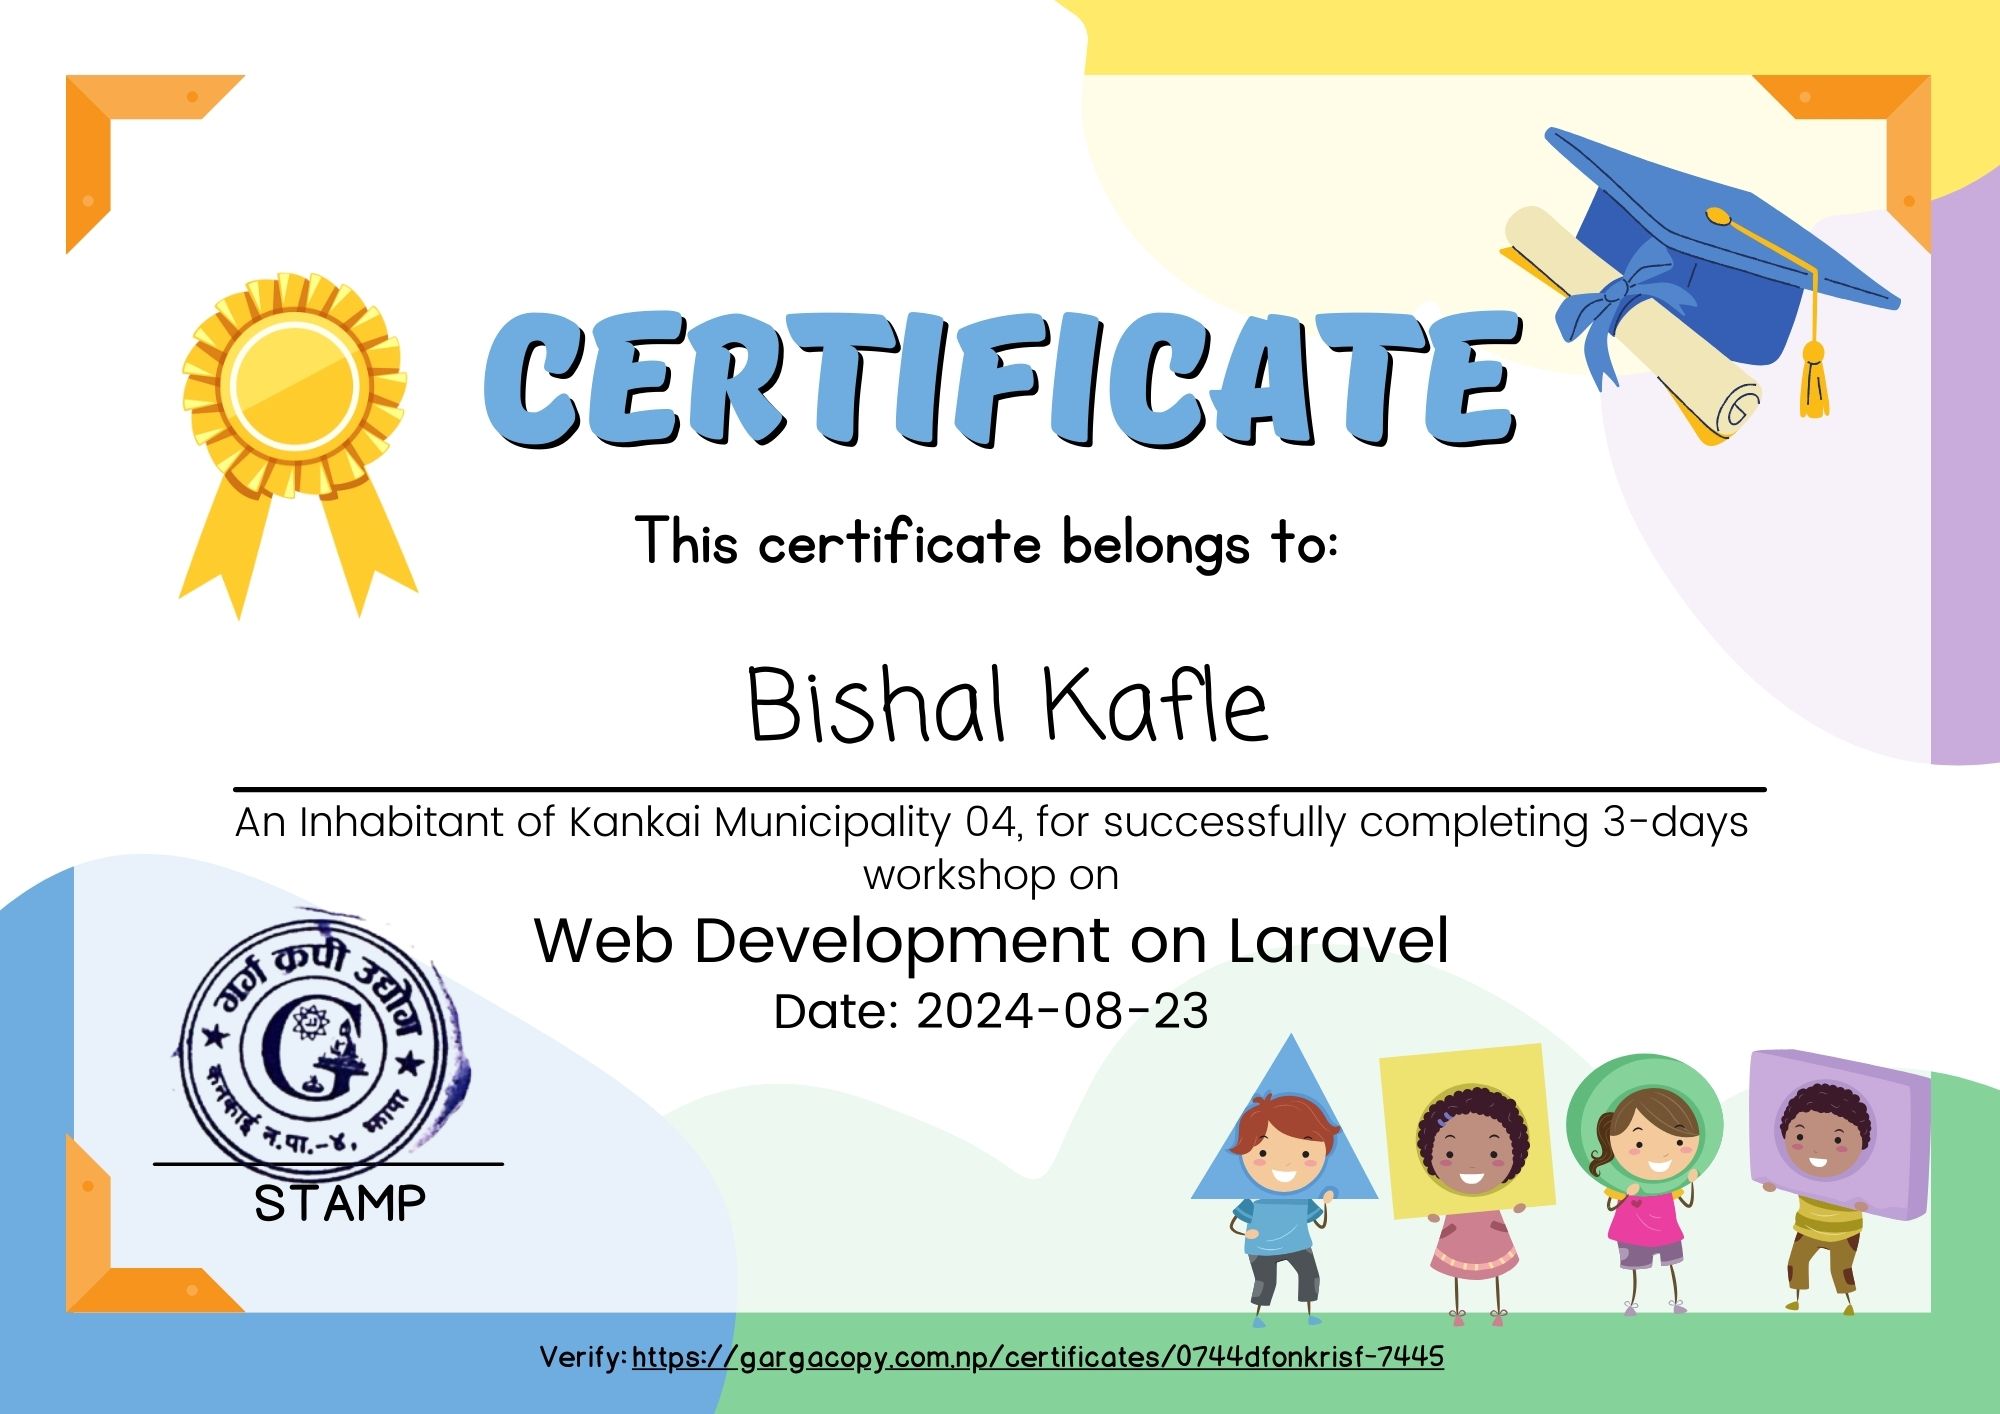 CERTIFICATE
This certificate belongs to:
Bishal Kafle
An Inhabitant of Kankai Municipality 04, for successfully completing 3-days
workshop on
Web Development on Laravel
Date: 2024-08-23
गर्ग कपी उद्योग
G
कनकाई न.पा.-४, झापा
STAMP
Verify: https://gargacopy.com.np/certificates/0744dfonkrisf-7445